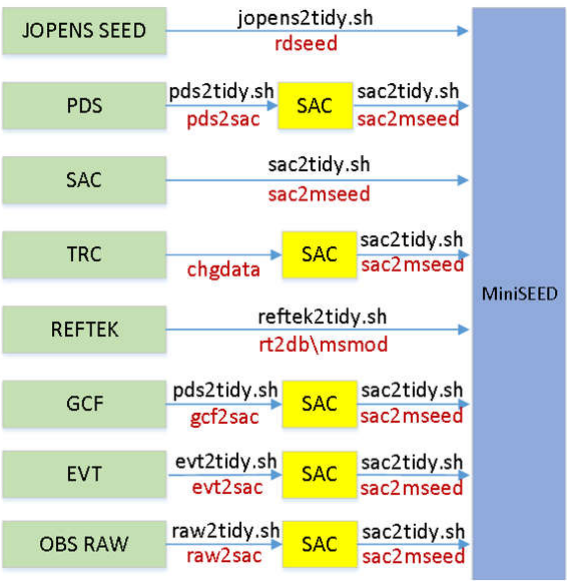 JOPENS SEED
jopens2tidy.sh
rdseed
PDS
pds2tidy.sh
pds2sac
SAC
sac2tidy.sh
sac2mseed
SAC
sac2tidy.sh
sac2mseed
TRC
chgdata
SAC
sac2tidy.sh
sac2mseed
MiniSEED
REFTEK
reftek2tidy.sh
rt2db\msmod
GCF
pds2tidy.sh
gcf2sac
SAC
sac2tidy.sh
sac2mseed
EVT
evt2tidy.sh
evt2sac
SAC
sac2tidy.sh
sac2mseed
OBS RAW
raw2tidy.sh
raw2sac
SAC
sac2tidy.sh
sac2mseed